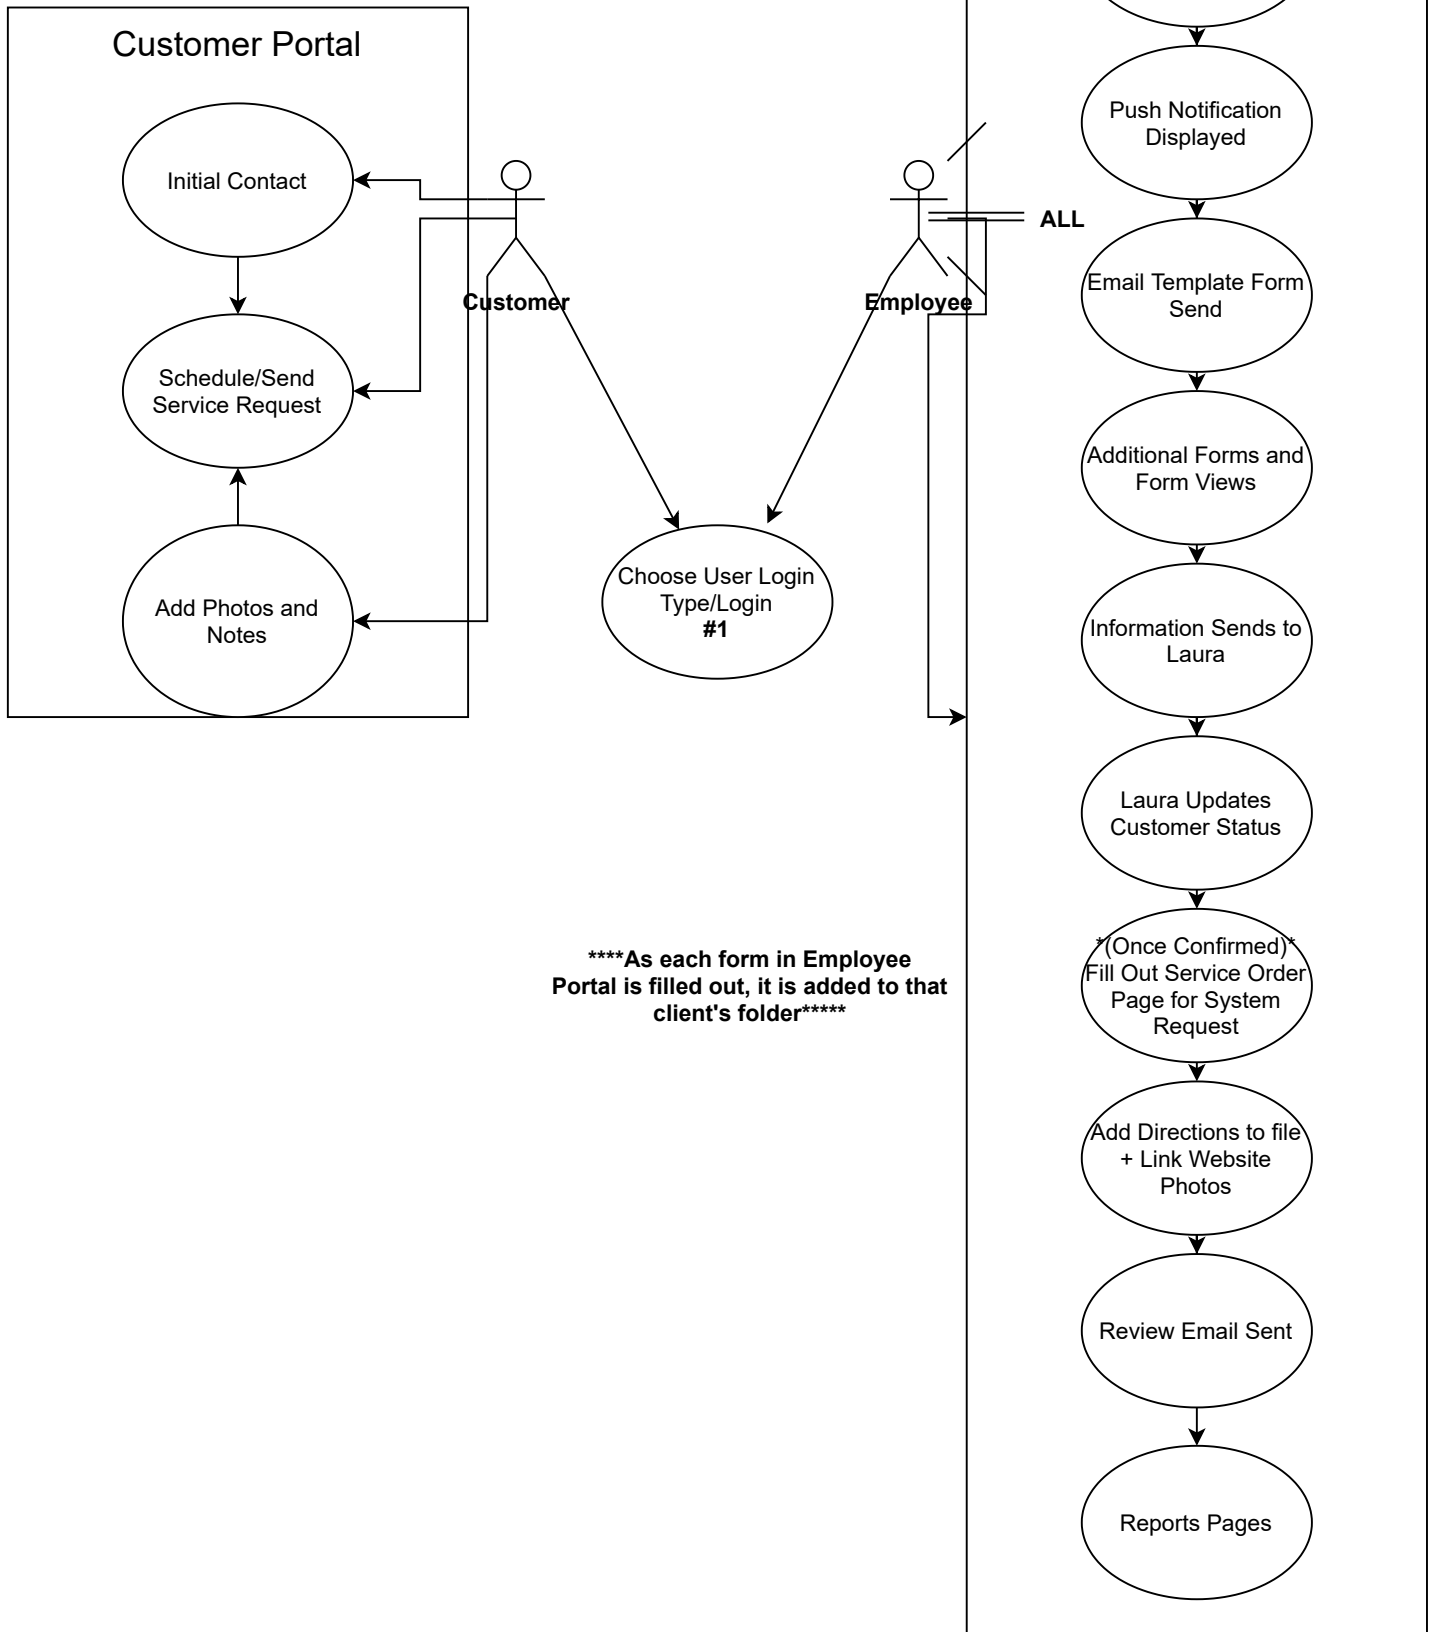 Customer Portal
Initial Contact
Schedule/Send
Service Request
Add Photos and
Notes
Customer
Employee
ALL
Choose User Login
Type/Login
#1
****As each form in Employee
Portal is filled out, it is added to that
client's folder*****
Push Notification
Displayed
Email Template Form
Send
Additional Forms and
Form Views
Information Sends to
Laura
Laura Updates
Customer Status
*(Once Confirmed)*
Fill Out Service Order
Page for System
Request
Add Directions to file
+ Link Website
Photos
Review Email Sent
Reports Pages